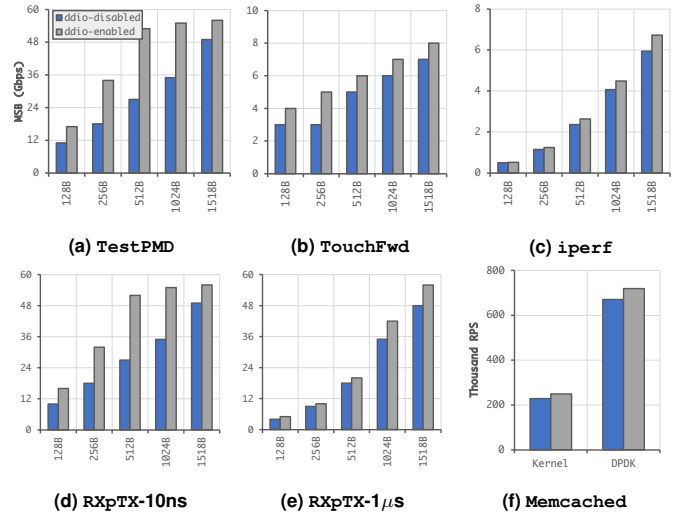 ddio-disabled
ddio-enabled
MSB (Gbps)
60
48
36
24
12
0
128B
256B
512B
1024B
1518B
(a) TestPMD
10
8
6
4
2
0
128B
256B
512B
1024B
1518B
(b) TouchFwd
8
6
4
2
0
128B
256B
512B
1024B
1518B
(c) iperf
60
48
36
24
12
0
128B
256B
512B
1024B
1518B
(d) RXpTX-10ns
60
48
36
24
12
0
128B
256B
512B
1024B
1518B
(e) RXpTX-1μs
Thousand RPS
800
600
400
200
0
Kernel
DPDK
(f) Memcached